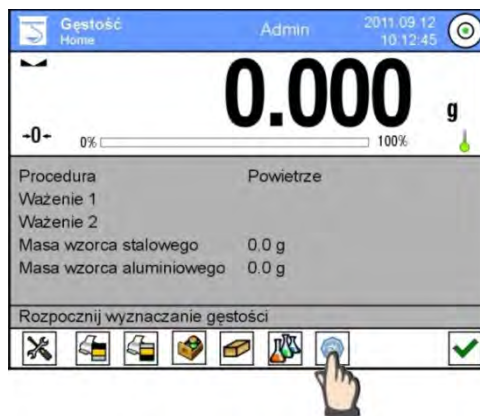 Gęstość Admin 2011.09.12
Home 10:12:45
0.000 g
→0← 0% 100%
Procedura Powietrze
Ważenie 1
Ważenie 2
Masa wzorca stalowego 0.0 g
Masa wzorca aluminiowego 0.0 g
Rozpocznij wyznaczanie gęstości